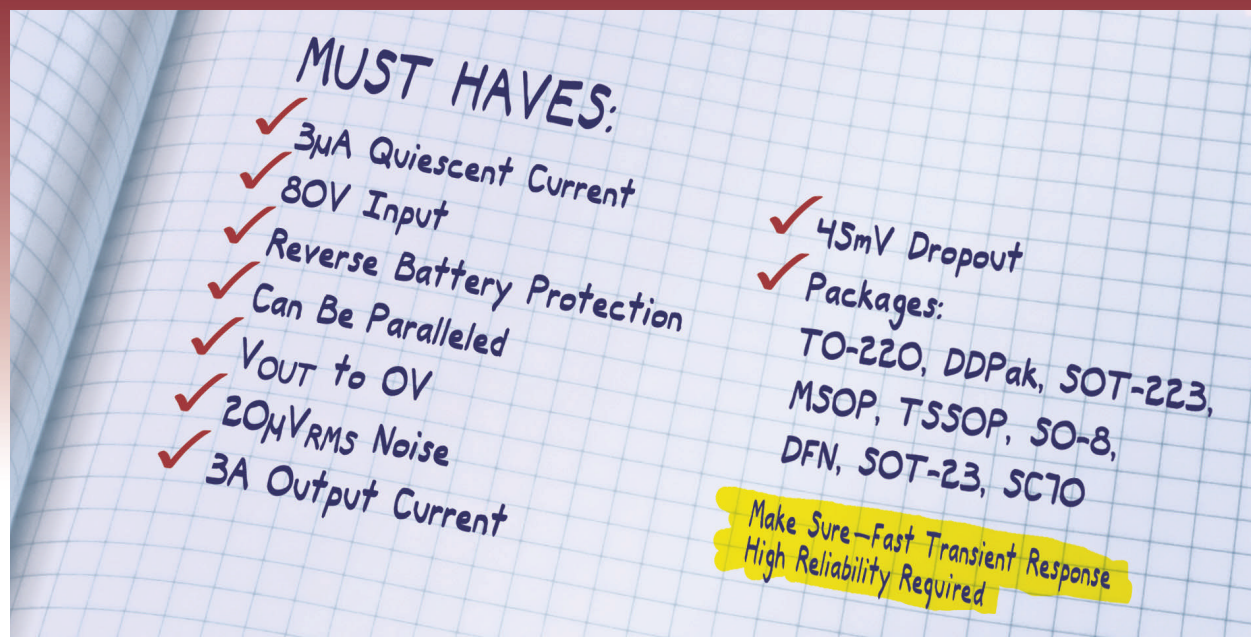 MUST HAVES:
3µA Quiescent Current
80V Input
Reverse Battery Protection
Can Be Paralleled
VOUT to 0V
20µVRMS Noise
3A Output Current
45mV Dropout
Packages:
TO-220, DDPak, SOT-223,
MSOP, TSSOP, SO-8,
DFN, SOT-23, SC70
Make Sure—Fast Transient Response
High Reliability Required